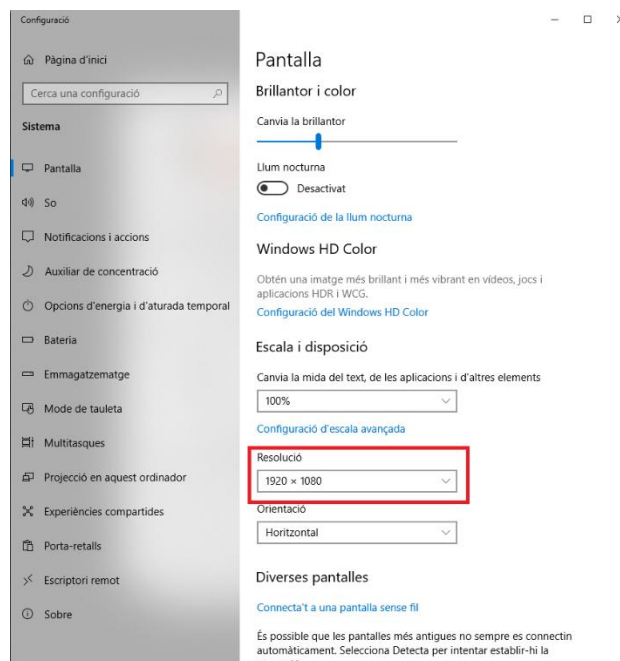 Configuració
Pàgina d'inici
Cerca una configuració
Sistema
Pantalla
So
Notificacions i accions
Auxiliar de concentració
Opcions d'energia i d'aturada temporal
Bateria
Emmagatzematge
Mode de tauleta
Multitasques
Projecció en aquest ordinador
Experiències compartides
Porta-retalls
Escriptori remot
Sobre
Pantalla
Brillantor i color
Canvia la brillantor
Llum nocturna
Desactivat
Configuració de la llum nocturna
Windows HD Color
Obtén una imatge més brillant i més vibrant en vídeos, jocs i
aplicacions HDR i WCG.
Configuració del Windows HD Color
Escala i disposició
Canvia la mida del text, de les aplicacions i d'altres elements
100%
Configuració d'escala avançada
Resolució
1920 × 1080
Orientació
Horitzontal
Diverses pantalles
Connecta't a una pantalla sense fil
És possible que les pantalles més antigues no sempre es connectin
automàticament. Selecciona Detecta per intentar establir-hi la